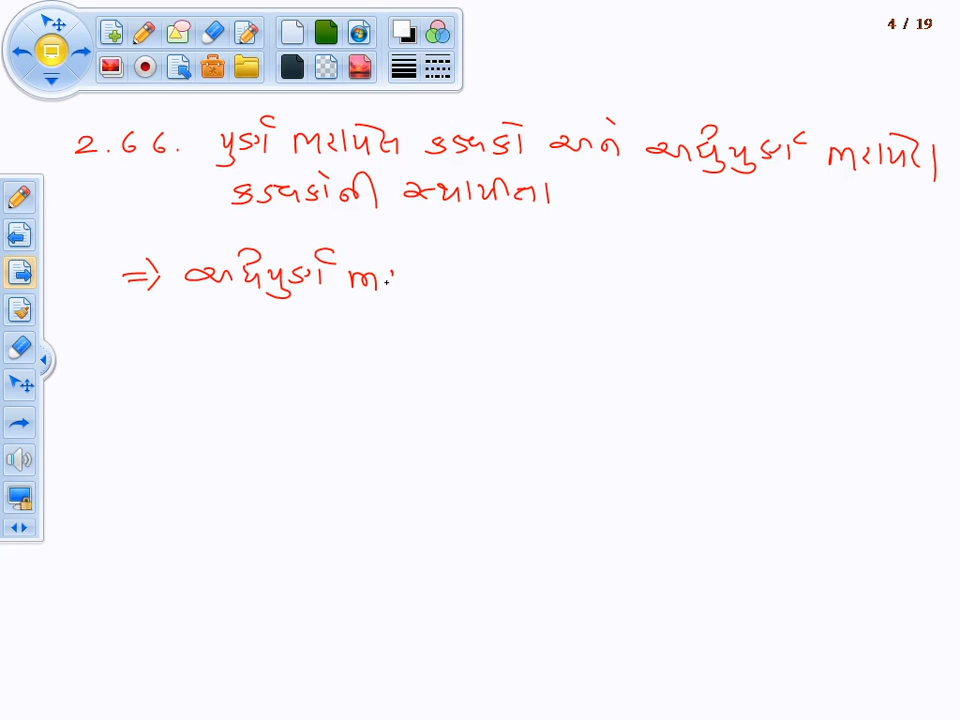 4 / 19
2.66. પુર્ણ ભરાયેલ કક્ષકો અને અર્ધપુર્ણ ભરાયેલ
કક્ષકોની સ્થાયીતા
⇒ અર્ધપુર્ણ ભ